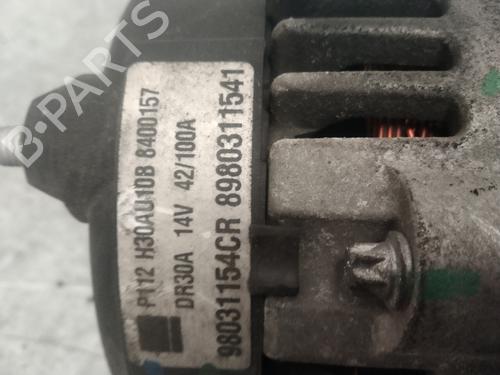 B-PARTS
P112 H30AU10B 8400157
DR30A 14V 42/100A
98031154CR 8980311541